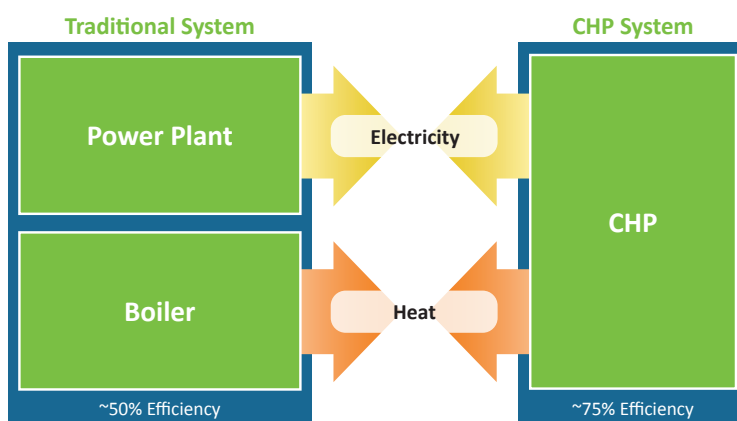 Traditional System
CHP System
Power Plant
Electricity
CHP
Boiler
Heat
~50% Efficiency
~75% Efficiency